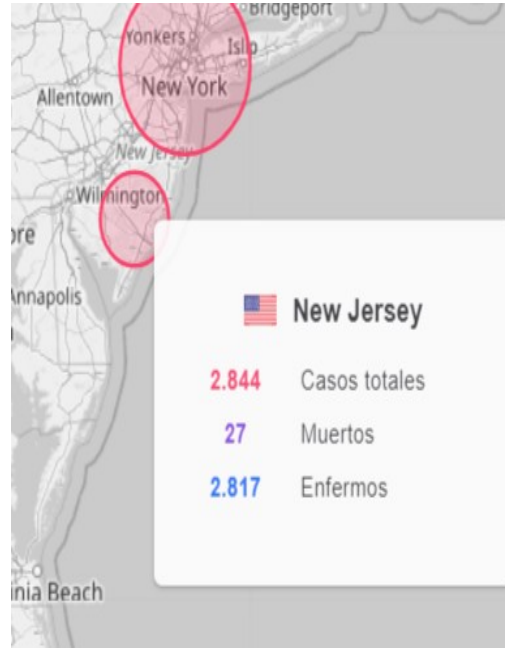 Bridgeport
Yonkers
Islip
New York
Allentown
New Jersey
Wilmington
ore
Annapolis
New Jersey
2.844 Casos totales
27 Muertos
2.817 Enfermos
inia Beach